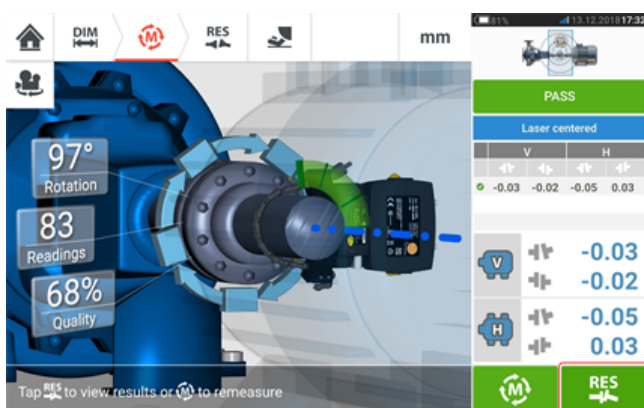 DIM
M
RES
mm
81%
13.12.2018 17:32
PASS
Laser centered
V H
-0.03 -0.02 -0.05 0.03
97°
Rotation
83
Readings
68%
Quality
V
-0.03
-0.02
H
-0.05
0.03
Tap RES to view results or M to remeasure
M
RES